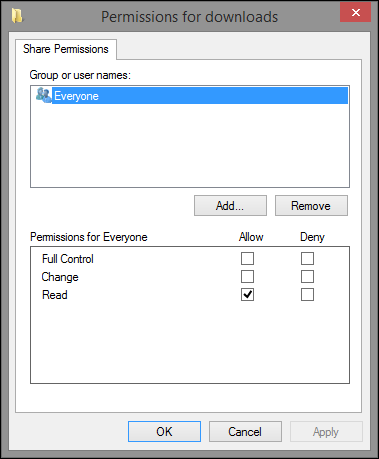 Permissions for downloads
Share Permissions
Group or user names:
Everyone
Add... Remove
Permissions for Everyone Allow Deny
Full Control
Change
Read
OK Cancel Apply